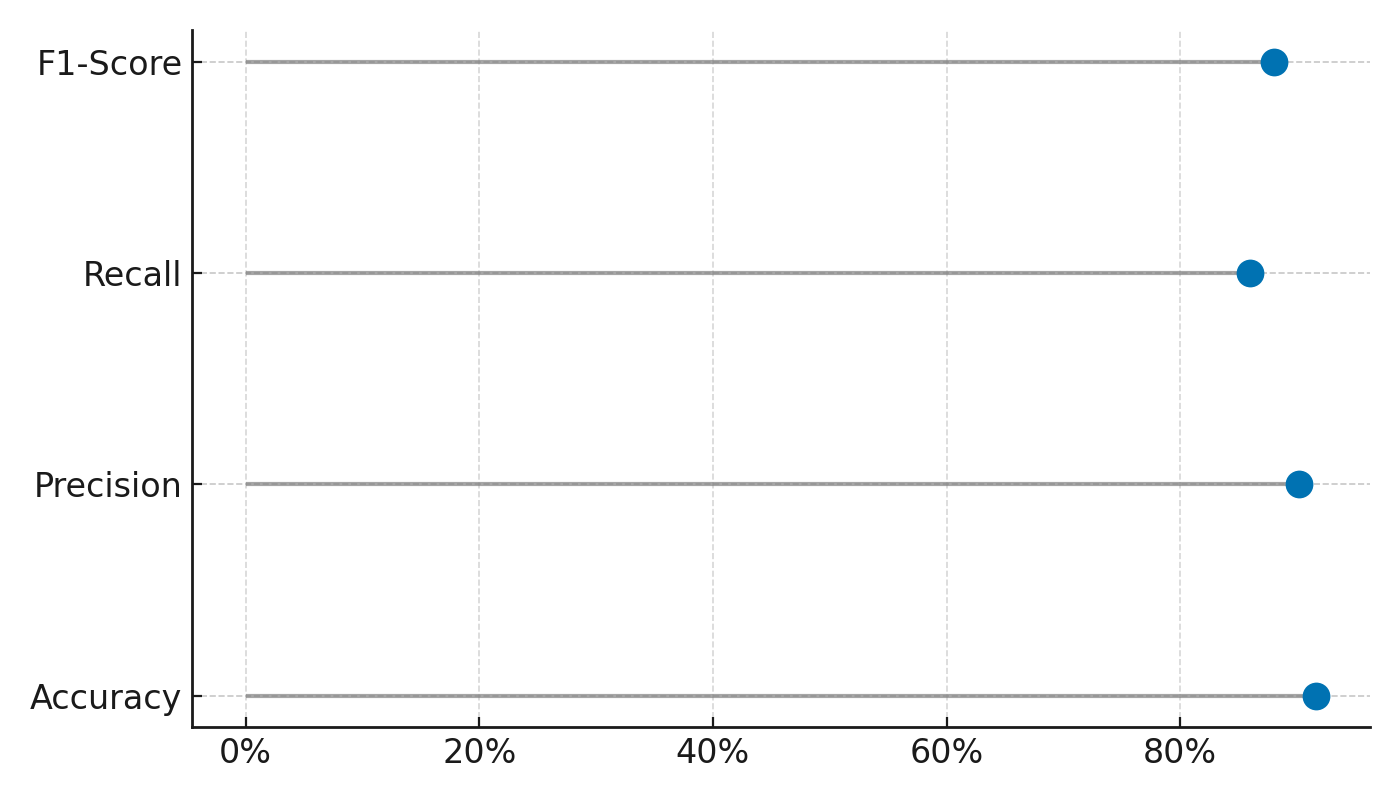 F1-Score
Recall
Precision
Accuracy
0% 20% 40% 60% 80%